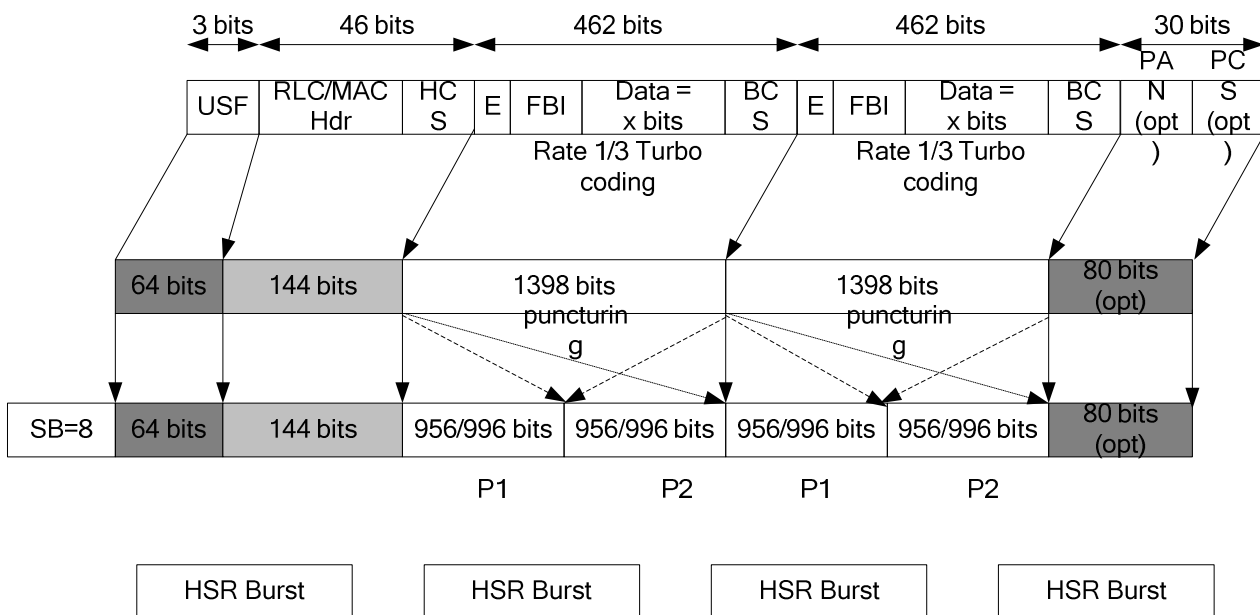 3 bits 46 bits 462 bits 462 bits 30 bits
USF
RLC/MAC
Hdr
HC
S
E
FBI
Data =
x bits
BC
S
E
FBI
Data =
x bits
BC
S
PA
N
(opt
)
PC
S
(opt
)
Rate 1/3 Turbo
coding
Rate 1/3 Turbo
coding
64 bits
144 bits
1398 bits
puncturin
g
1398 bits
puncturin
g
80 bits
(opt)
SB=8
64 bits
144 bits
956/996 bits
956/996 bits
956/996 bits
956/996 bits
80 bits
(opt)
P1 P2 P1 P2
HSR Burst HSR Burst HSR Burst HSR Burst